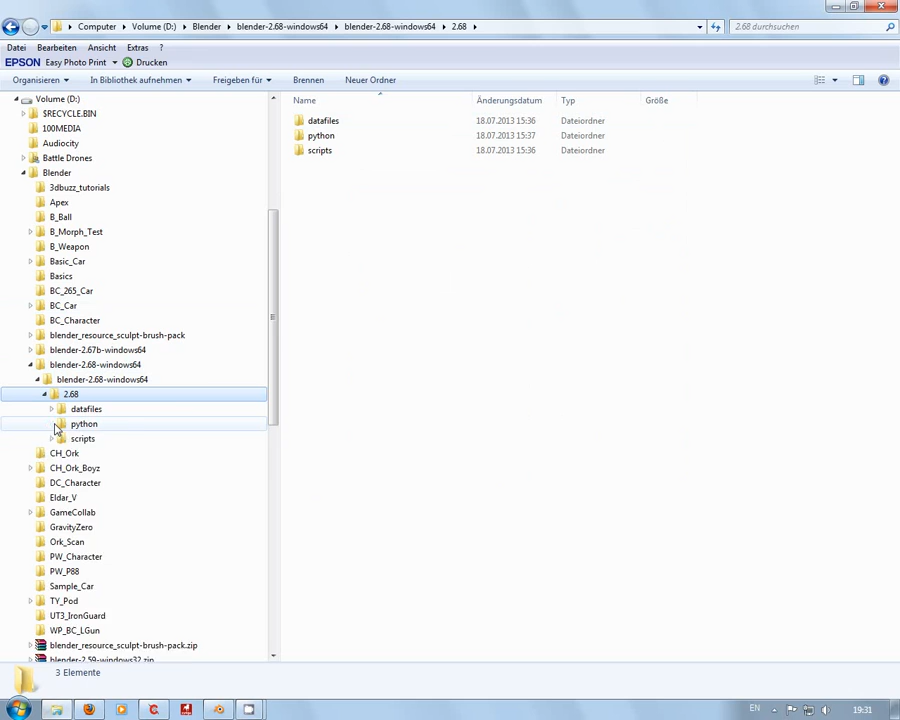 Computer ▸ Volume (D:) ▸ Blender ▸ blender-2.68-windows64 ▸ blender-2.68-windows64 ▸ 2.68 ▸
2.68 durchsuchen
Datei Bearbeiten Ansicht Extras ?
EPSON Easy Photo Print Drucken
Organisieren In Bibliothek aufnehmen Freigeben für Brennen Neuer Ordner
Name Änderungsdatum Typ Größe
datafiles 18.07.2013 15:36 Dateiordner
python 18.07.2013 15:37 Dateiordner
scripts 18.07.2013 15:36 Dateiordner
Volume (D:)
$RECYCLE.BIN
100MEDIA
Audiocity
Battle Drones
Blender
3dbuzz_tutorials
Apex
B_Ball
B_Morph_Test
B_Weapon
Basic_Car
Basics
BC_265_Car
BC_Car
BC_Character
blender_resource_sculpt-brush-pack
blender-2.67b-windows64
blender-2.68-windows64
blender-2.68-windows64
2.68
datafiles
python
scripts
CH_Ork
CH_Ork_Boyz
DC_Character
Eldar_V
GameCollab
GravityZero
Ork_Scan
PW_Character
PW_P88
Sample_Car
TY_Pod
UT3_IronGuard
WP_BC_LGun
blender_resource_sculpt-brush-pack.zip
blender-2.59-windows32.zip
3 Elemente
EN 19:31